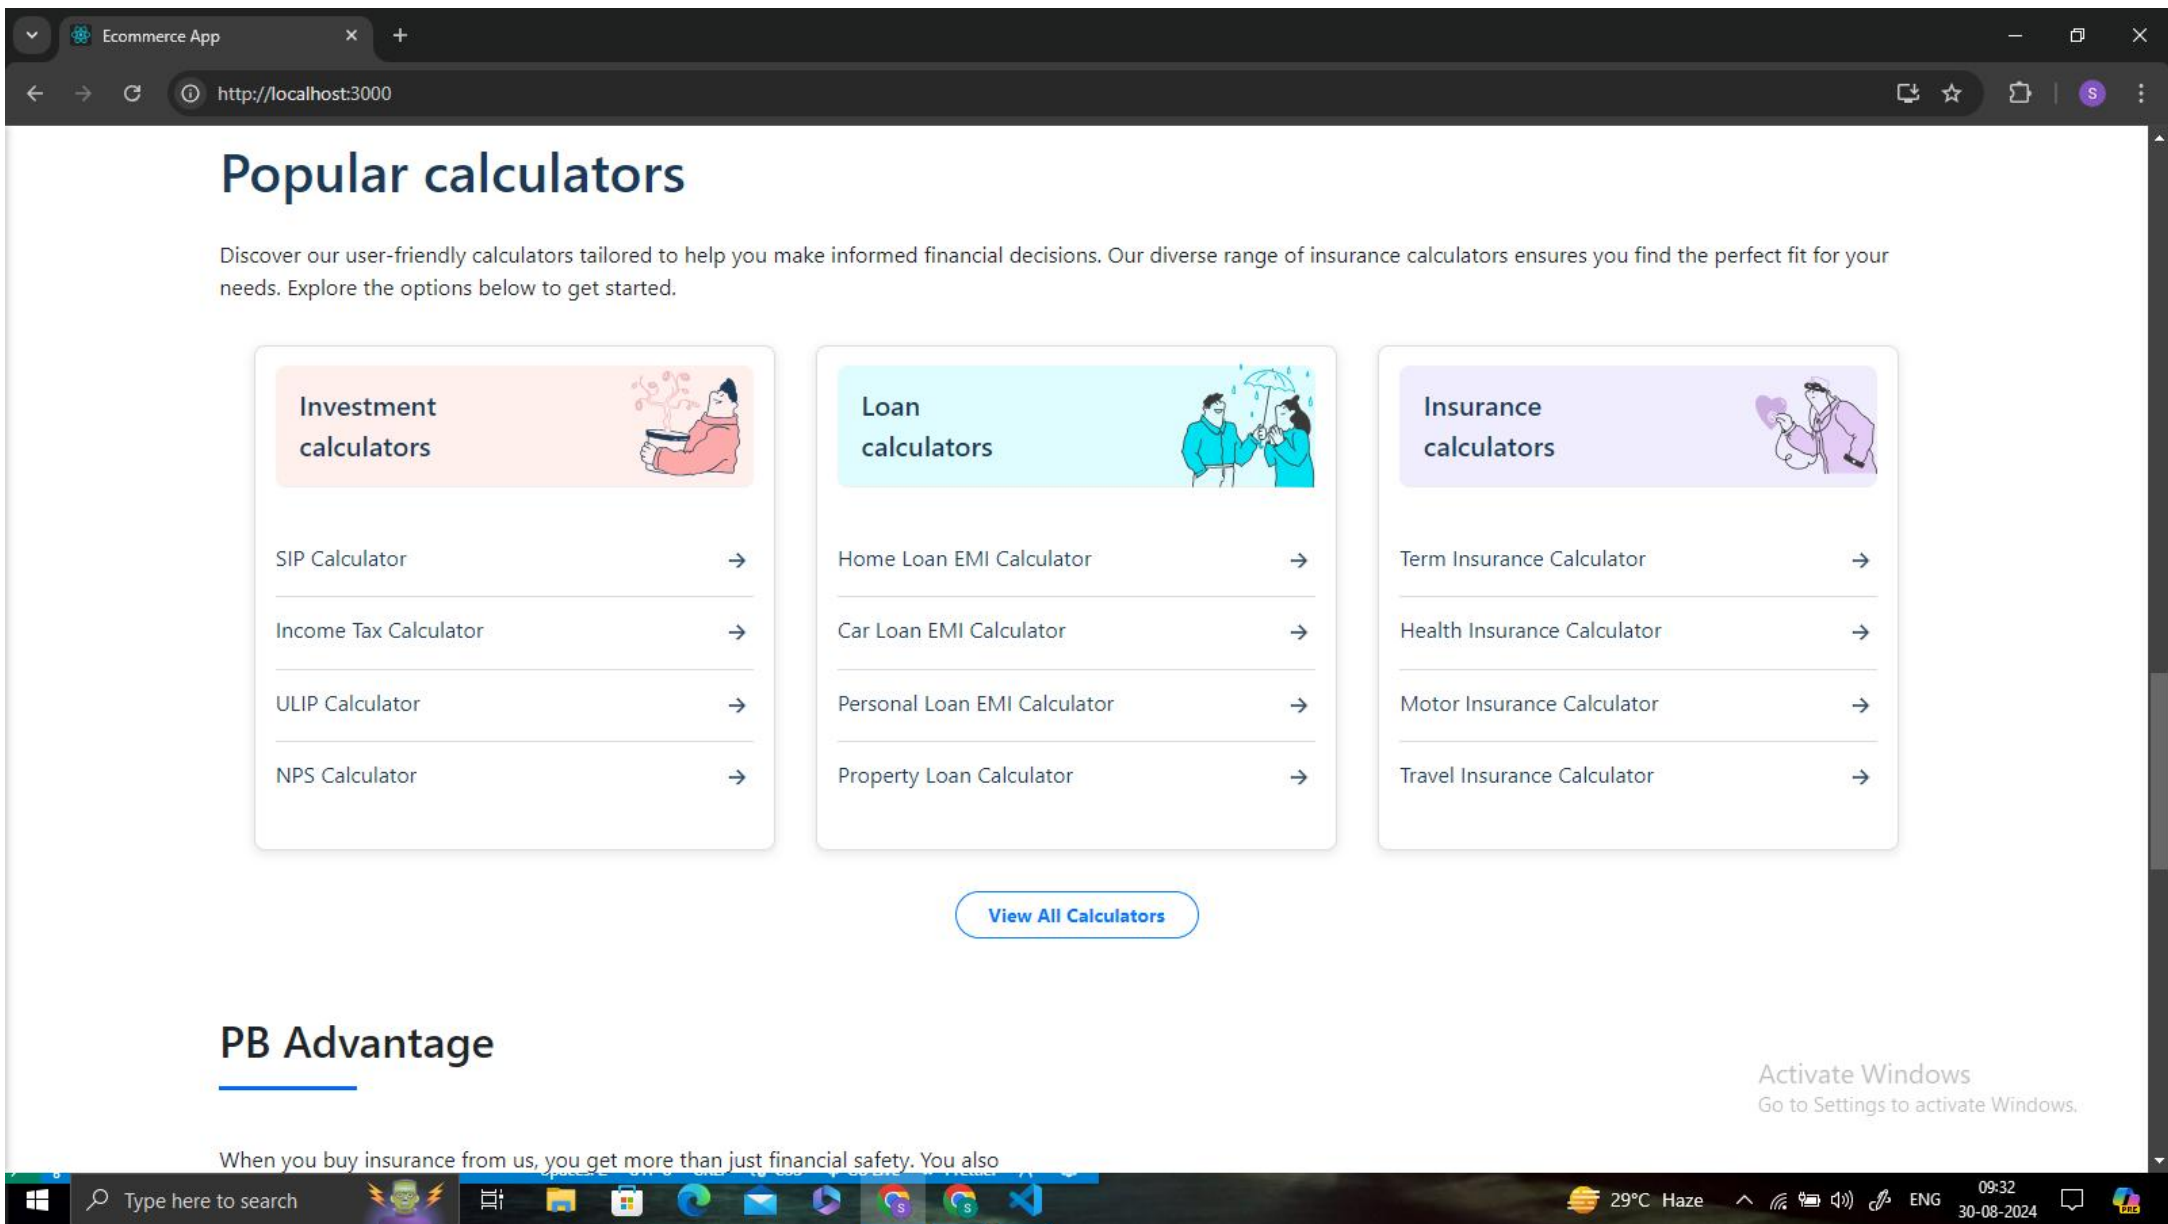 Ecommerce App
http://localhost:3000
S
Popular calculators
Discover our user-friendly calculators tailored to help you make informed financial decisions. Our diverse range of insurance calculators ensures you find the perfect fit for your
needs. Explore the options below to get started.
Investment
calculators
SIP Calculator
Income Tax Calculator
ULIP Calculator
NPS Calculator
Loan
calculators
Home Loan EMI Calculator
Car Loan EMI Calculator
Personal Loan EMI Calculator
Property Loan Calculator
Insurance
calculators
Term Insurance Calculator
Health Insurance Calculator
Motor Insurance Calculator
Travel Insurance Calculator
View All Calculators
PB Advantage
When you buy insurance from us, you get more than just financial safety. You also
Activate Windows
Go to Settings to activate Windows.
Type here to search
S
S
29°C Haze
ENG
09:32
30-08-2024
PRE